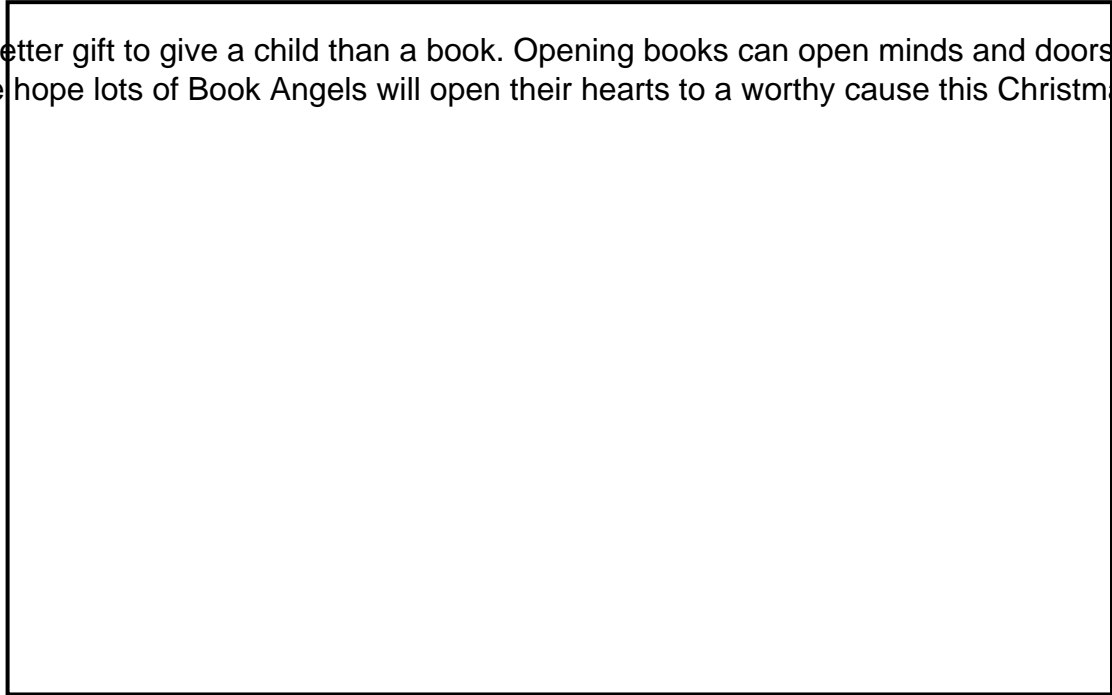 etter gift to give a child than a book. Opening books can open minds and doors
hope lots of Book Angels will open their hearts to a worthy cause this Christma